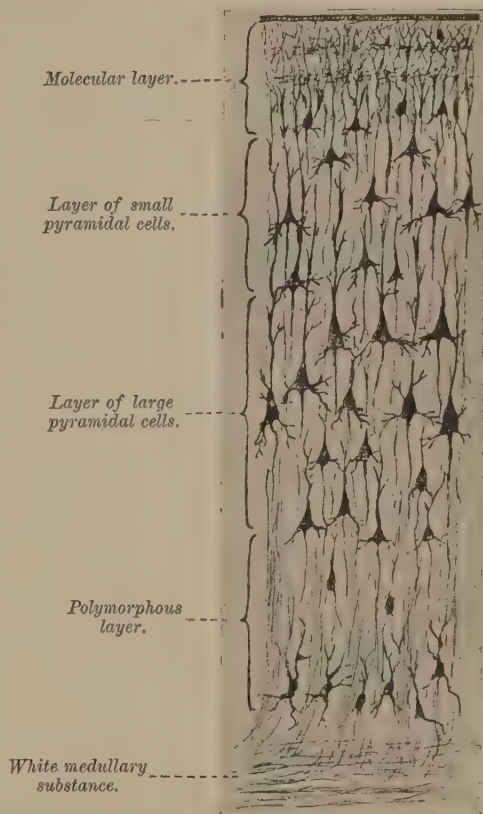 Molecular layer.
Layer of small
pyramidal cells.
Layer of large
pyramidal cells.
Polymorphous
layer.
White medullary
substance.